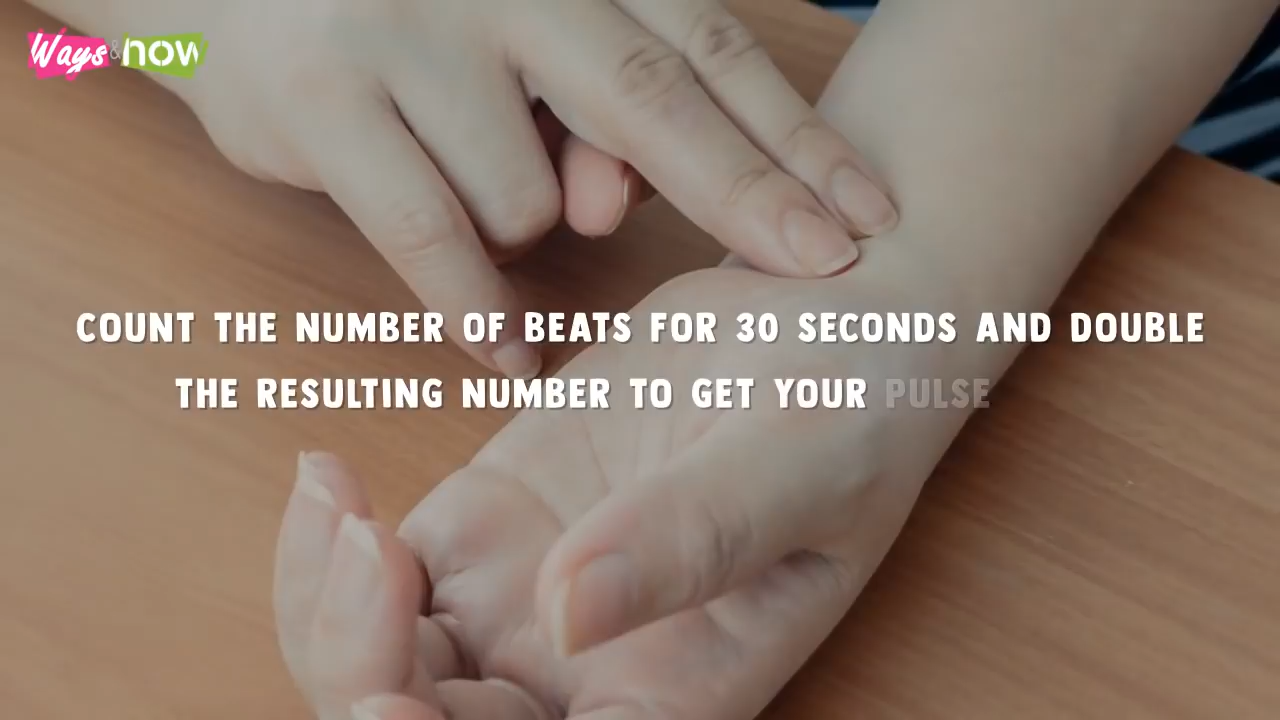 Ways & now
COUNT THE NUMBER OF BEATS FOR 30 SECONDS AND DOUBLE
THE RESULTING NUMBER TO GET YOUR PULSE